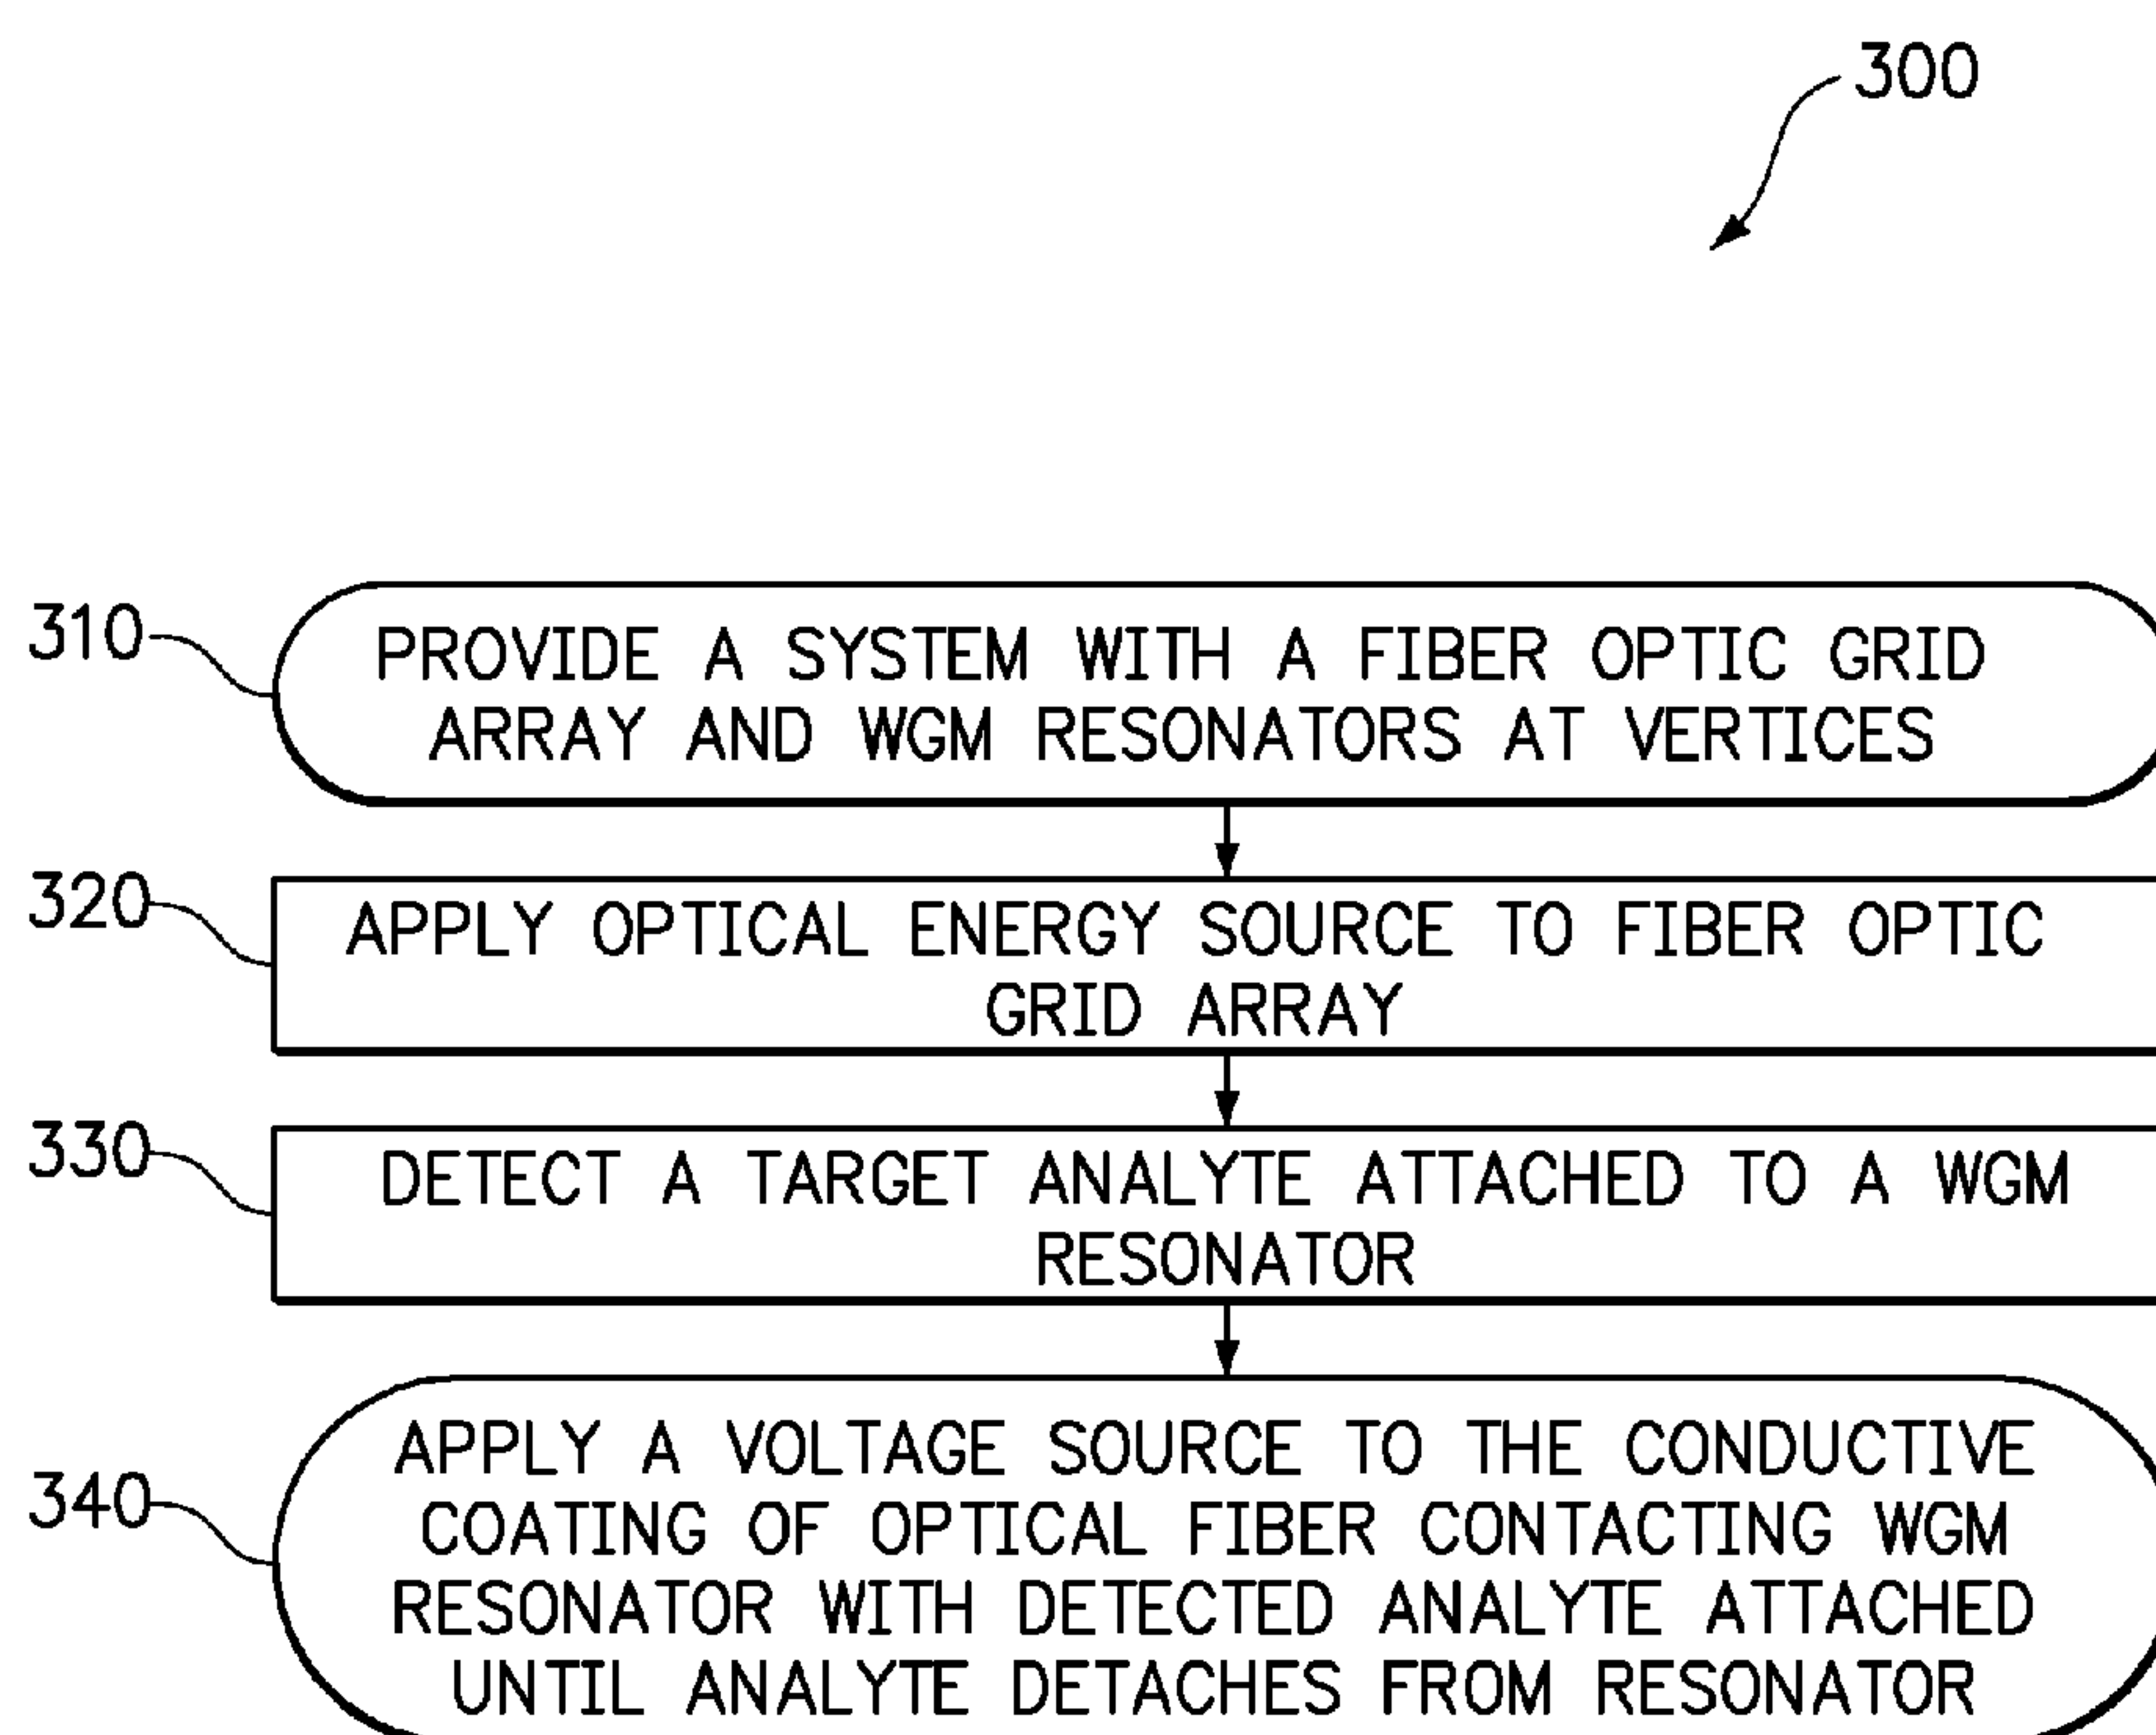 300
310
PROVIDE A SYSTEM WITH A FIBER OPTIC GRID
ARRAY AND WGM RESONATORS AT VERTICES
320
APPLY OPTICAL ENERGY SOURCE TO FIBER OPTIC
GRID ARRAY
330
DETECT A TARGET ANALYTE ATTACHED TO A WGM
RESONATOR
340
APPLY A VOLTAGE SOURCE TO THE CONDUCTIVE
COATING OF OPTICAL FIBER CONTACTING WGM
RESONATOR WITH DETECTED ANALYTE ATTACHED
UNTIL ANALYTE DETACHES FROM RESONATOR